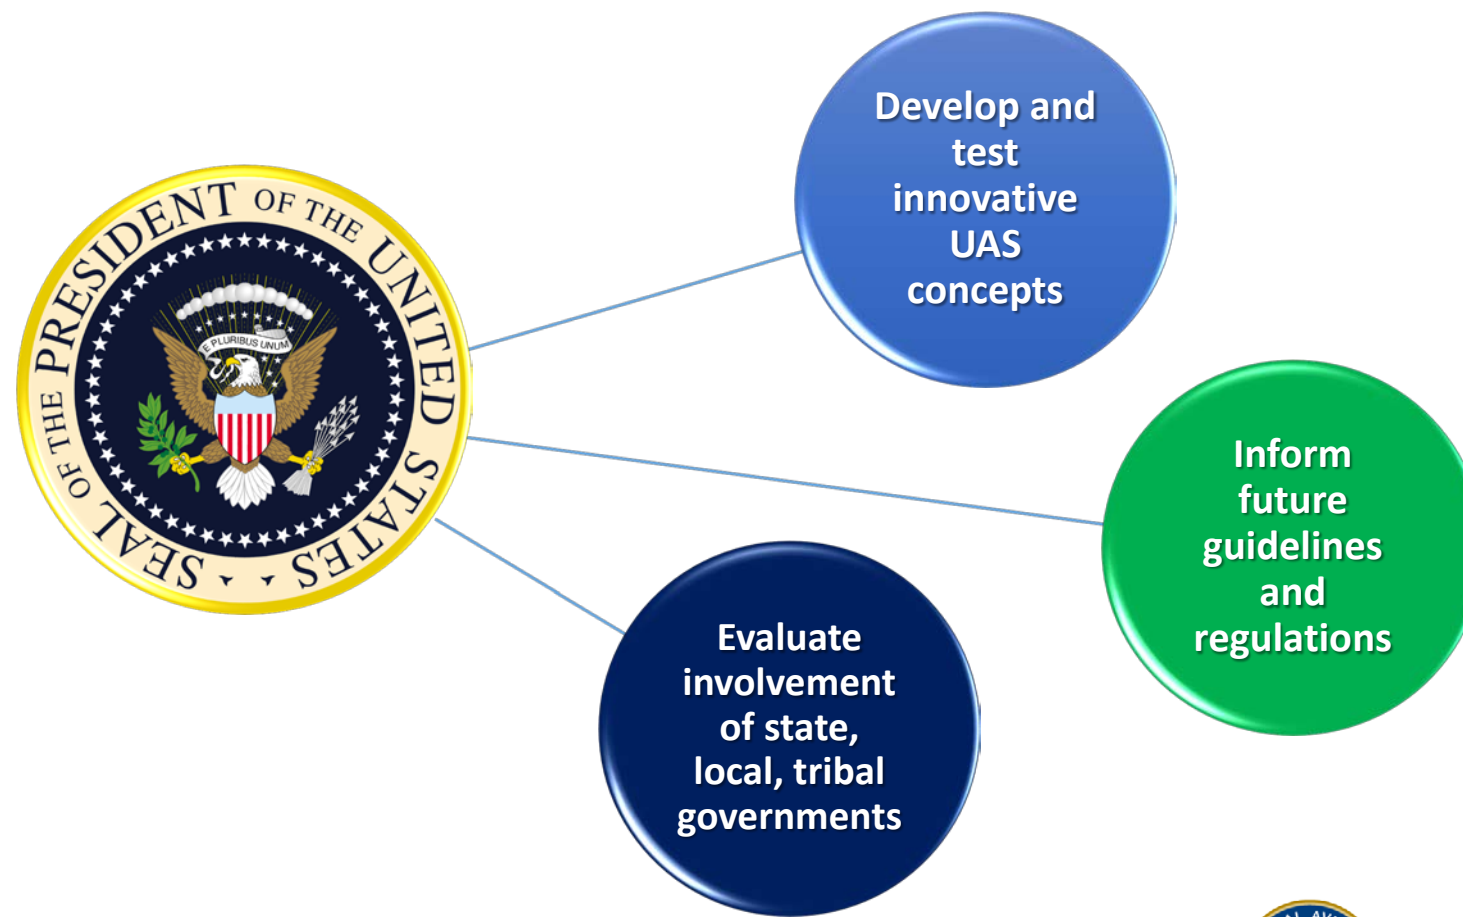 SEAL OF THE PRESIDENT OF THE UNITED STATES
E PLURIBUS UNUM
Develop and
test
innovative
UAS
concepts
Inform
future
guidelines
and
regulations
Evaluate
involvement
of state,
local, tribal
governments